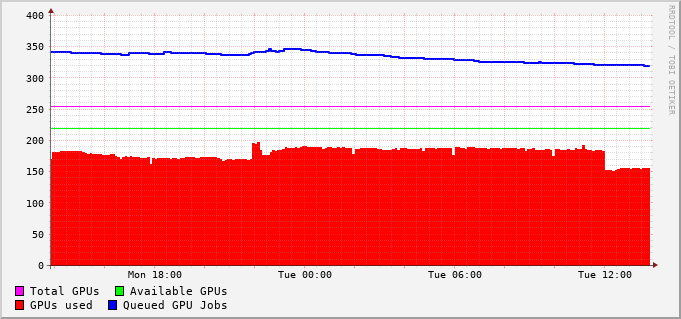 RRDTOOL / TOBI OETIKER
400
350
300
250
200
150
100
50
0
Mon 18:00 Tue 00:00 Tue 06:00 Tue 12:00
Total GPUs Available GPUs
GPUs used Queued GPU Jobs